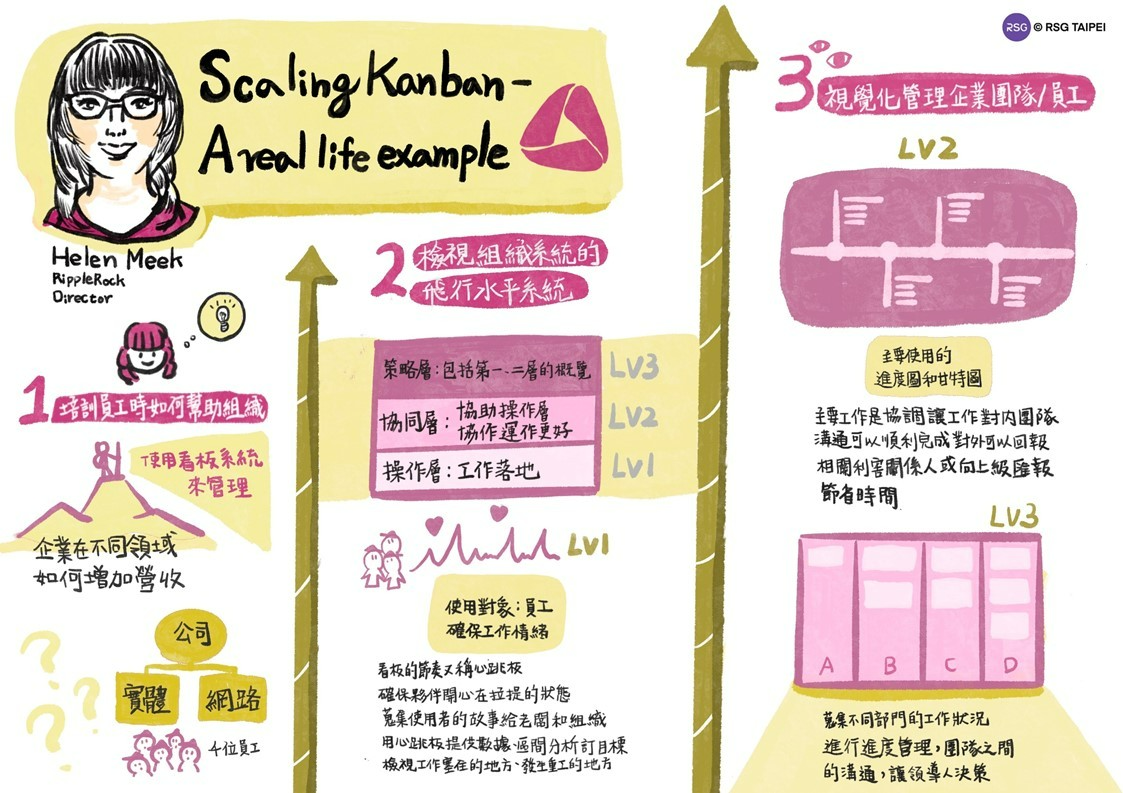 RSG © RSG TAIPEI
Scaling Kanban-
A real life example
Helen Meek
RippleRock
Director
1 培訓員工時如何幫助組織
使用看板系統
來管理
企業在不同領域
如何增加營收
公司
實體 網路
4位員工
2 檢視組織系統的
飛行水平系統
策略層:包括第一、二層的概覽 LV3
協同層:協助操作層
協作運作更好 LV2
操作層:工作落地 LV1
LV1
使用對象:員工
確保工作情緒
看板的節奏又稱心跳板
確保夥伴開心在拉提的狀態
蒐集使用者的故事給老闆和組織
用心跳板提供數據、區間分析訂目標
檢視工作塞住的地方、發生重工的地方
3 視覺化管理企業團隊/員工
LV2
主要使用的
進度圖和甘特圖
主要工作是協調讓工作對內團隊
溝通可以順利完成對外可以回報
相關利害關係人或向上級匯報
節省時間
LV3
A B C D
蒐集不同部門的工作狀況
進行進度管理,團隊之間
的溝通,讓領導人決策